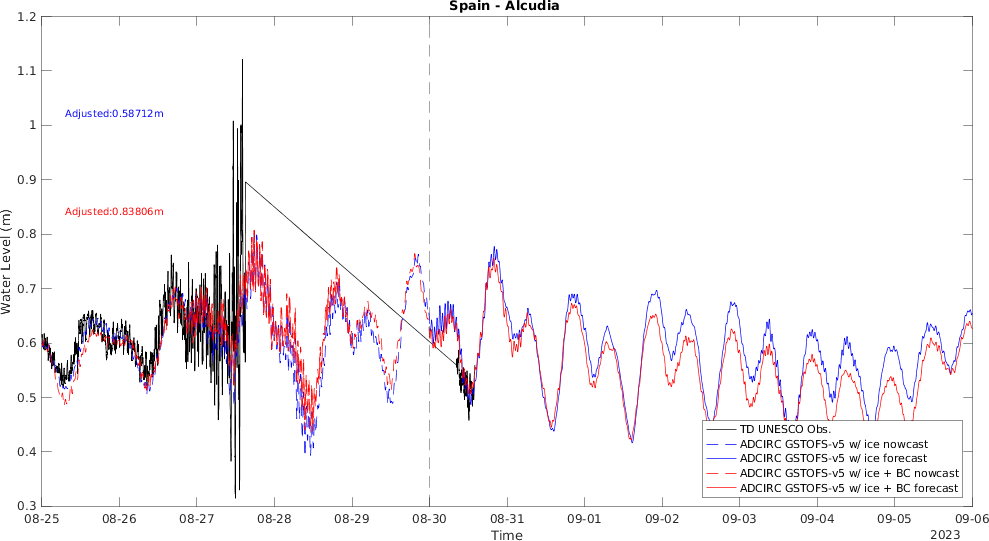 Spain - Alcudia
1.2
1.1
1
0.9
0.8
0.7
0.6
0.5
0.4
0.3
Water Level (m)
Adjusted:0.58712m
Adjusted:0.83806m
TD UNESCO Obs.
ADCIRC GSTOFS-v5 w/ ice nowcast
ADCIRC GSTOFS-v5 w/ ice forecast
ADCIRC GSTOFS-v5 w/ ice + BC nowcast
ADCIRC GSTOFS-v5 w/ ice + BC forecast
08-25 08-26 08-27 08-28 08-29 08-30 08-31 09-01 09-02 09-03 09-04 09-05 09-06
Time
2023